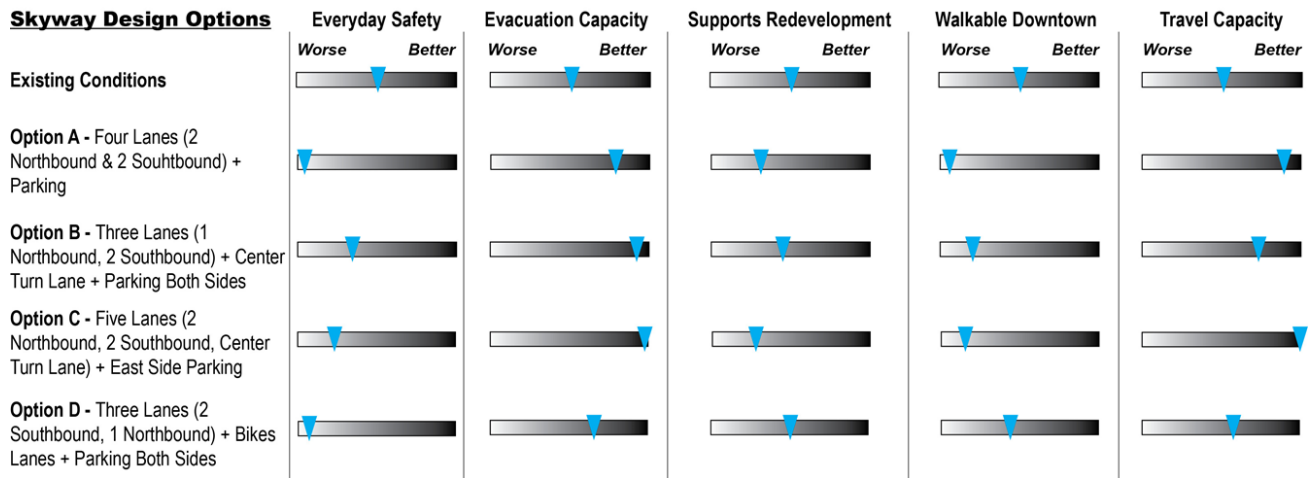 Skyway Design Options
Everyday Safety
Evacuation Capacity
Supports Redevelopment
Walkable Downtown
Travel Capacity
Worse Better
Worse Better
Worse Better
Worse Better
Worse Better
Existing Conditions
Option A - Four Lanes (2
Northbound & 2 Souhtbound) +
Parking
Option B - Three Lanes (1
Northbound, 2 Southbound) + Center
Turn Lane + Parking Both Sides
Option C - Five Lanes (2
Northbound, 2 Southbound, Center
Turn Lane) + East Side Parking
Option D - Three Lanes (2
Southbound, 1 Northbound) + Bikes
Lanes + Parking Both Sides